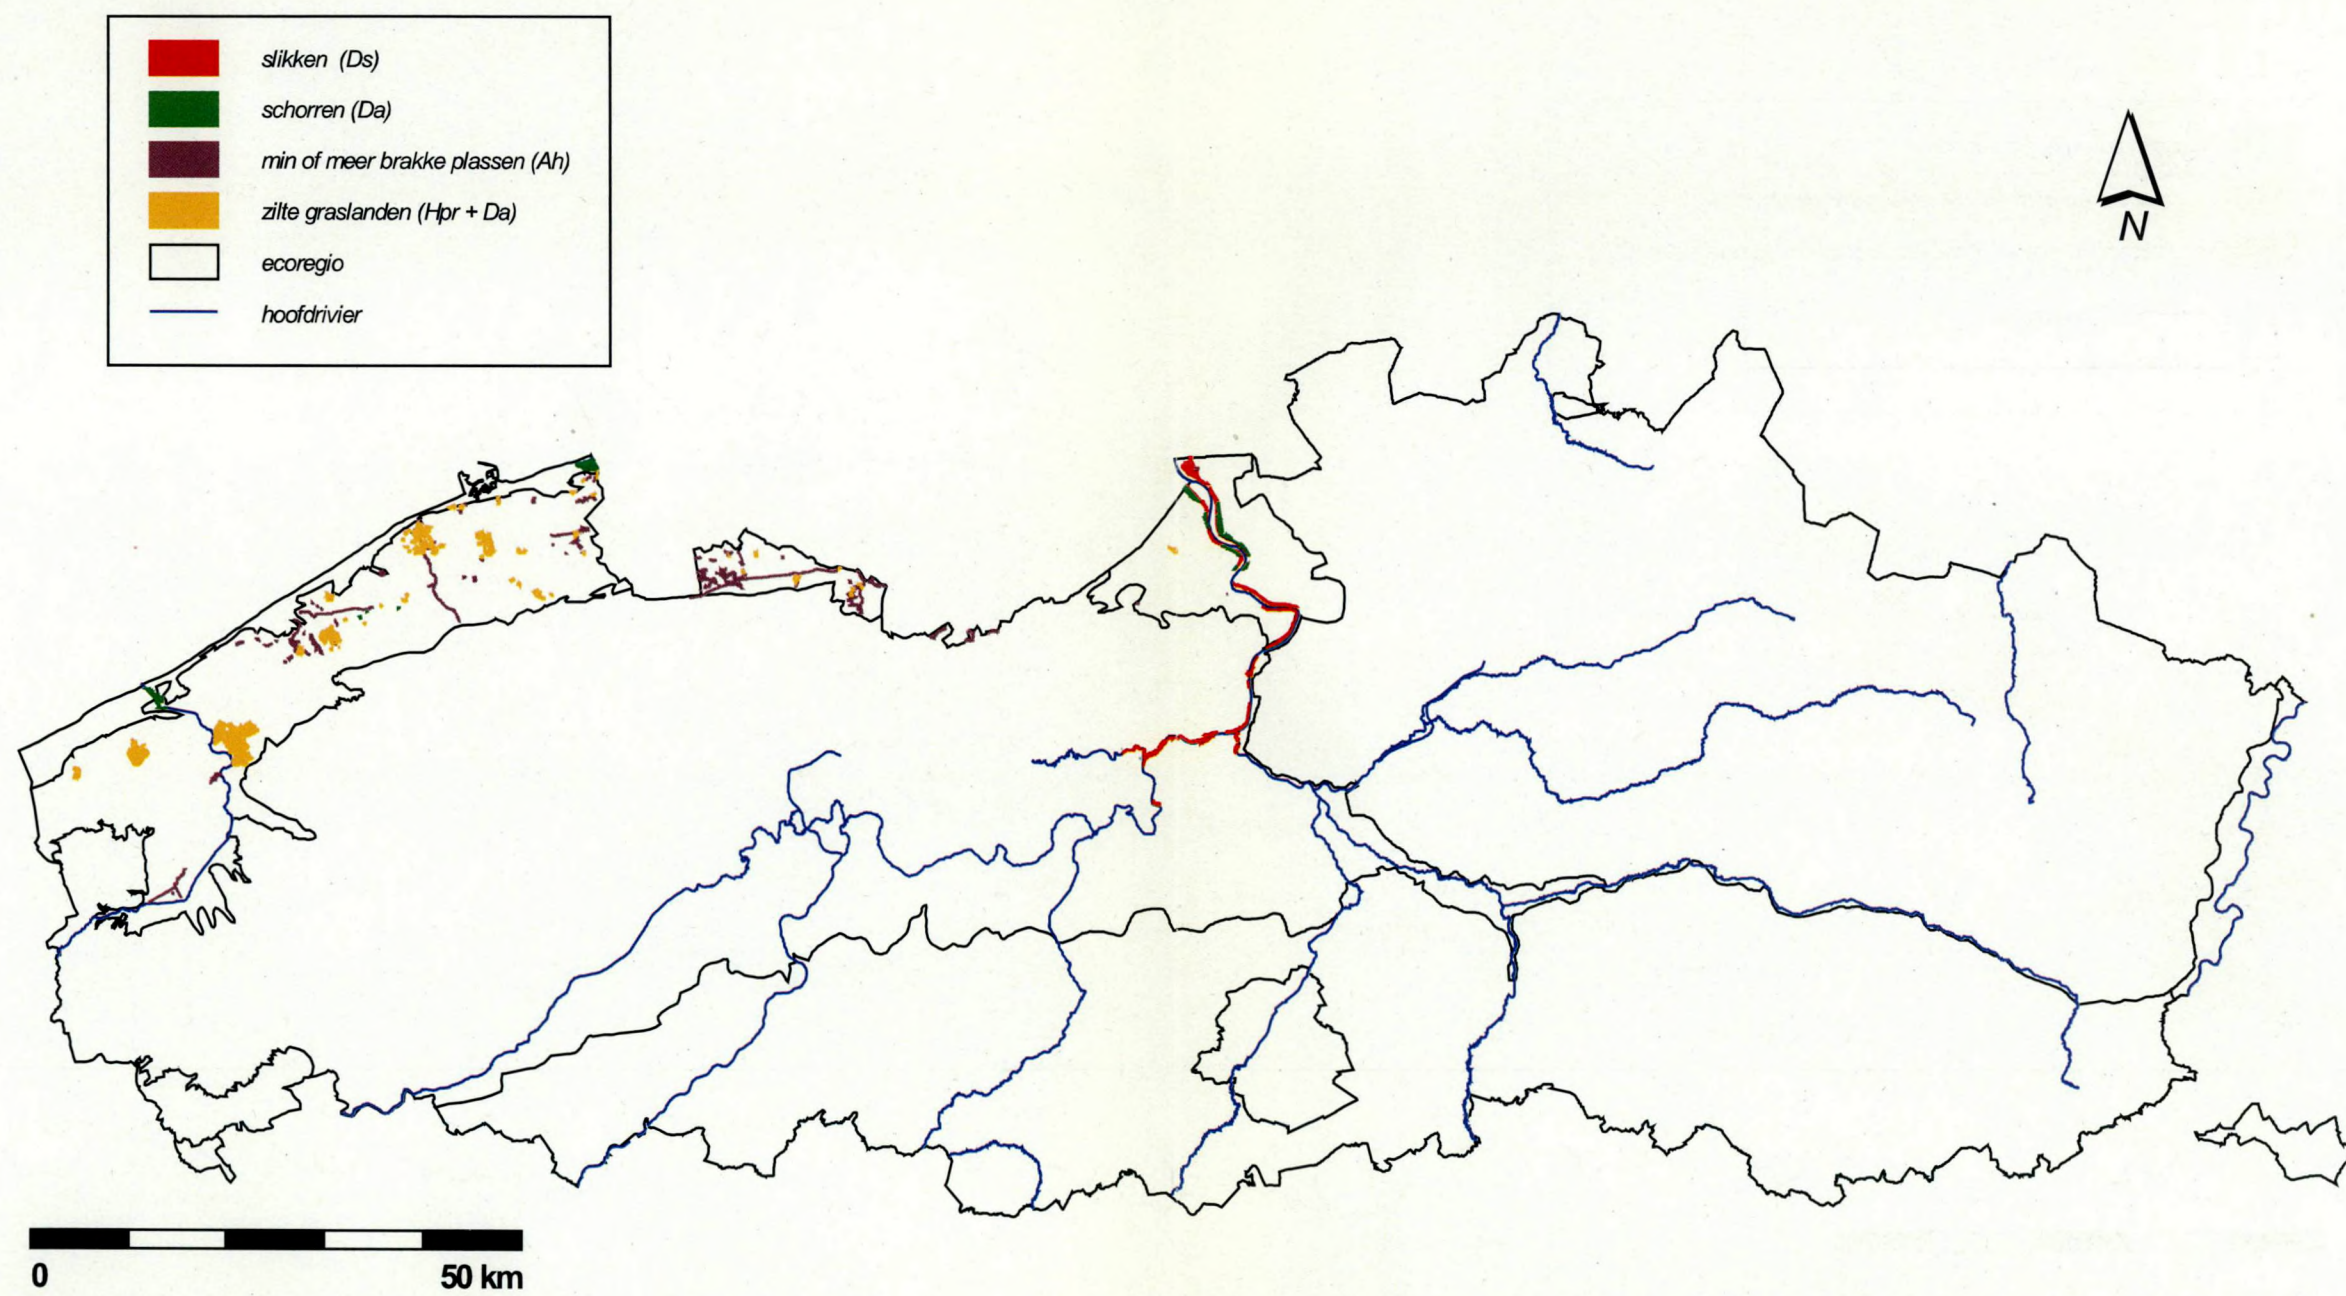 slikken (Ds)
schorren (Da)
min of meer brakke plassen (Ah)
zilte graslanden (Hpr + Da)
ecoregio
hoofdrivier
N
0 50 km